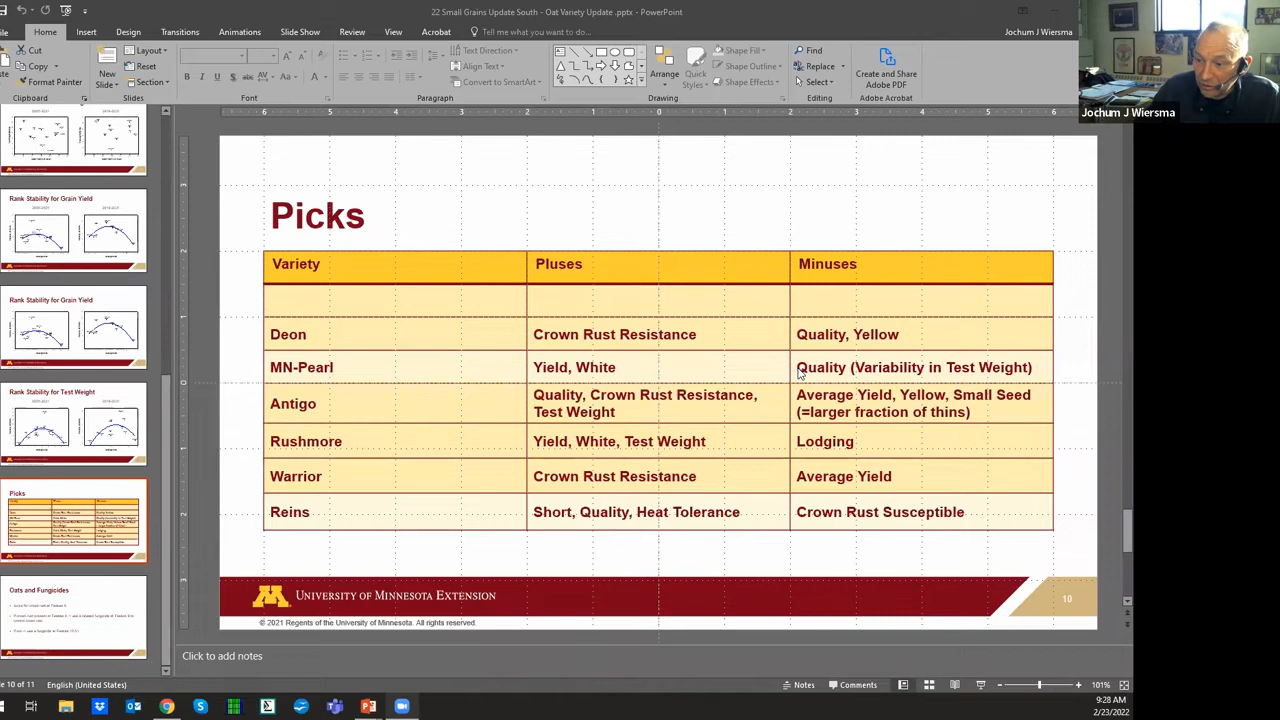 22 Small Grains Update South - Oat Variety Update .pptx - PowerPoint
Home Insert Design Transitions Animations Slide Show Review View Acrobat Tell me what you want to do... Jochum J Wiersma
Cut
Copy
Format Painter
Clipboard
New Slide
Layout
Reset
Section
Slides
Font
Paragraph
Text Direction
Align Text
Convert to SmartArt
Arrange
Quick Styles
Shape Fill
Shape Outline
Shape Effects
Drawing
Find
Replace
Select
Editing
Create and Share
Adobe PDF
Adobe Acrobat
Jochum J Wiersma
Rank Stability for Grain Yield
Rank Stability for Grain Yield
Rank Stability for Test Weight
Picks
Oats and Fungicides
Picks
Variety Pluses Minuses
Deon Crown Rust Resistance Quality, Yellow
MN-Pearl Yield, White Quality (Variability in Test Weight)
Antigo Quality, Crown Rust Resistance, Test Weight Average Yield, Yellow, Small Seed (=larger fraction of thins)
Rushmore Yield, White, Test Weight Lodging
Warrior Crown Rust Resistance Average Yield
Reins Short, Quality, Heat Tolerance Crown Rust Susceptible
M UNIVERSITY OF MINNESOTA EXTENSION
10
© 2021 Regents of the University of Minnesota. All rights reserved.
Click to add notes
10 of 11 English (United States) Notes Comments 101%
9:28 AM
2/23/2022